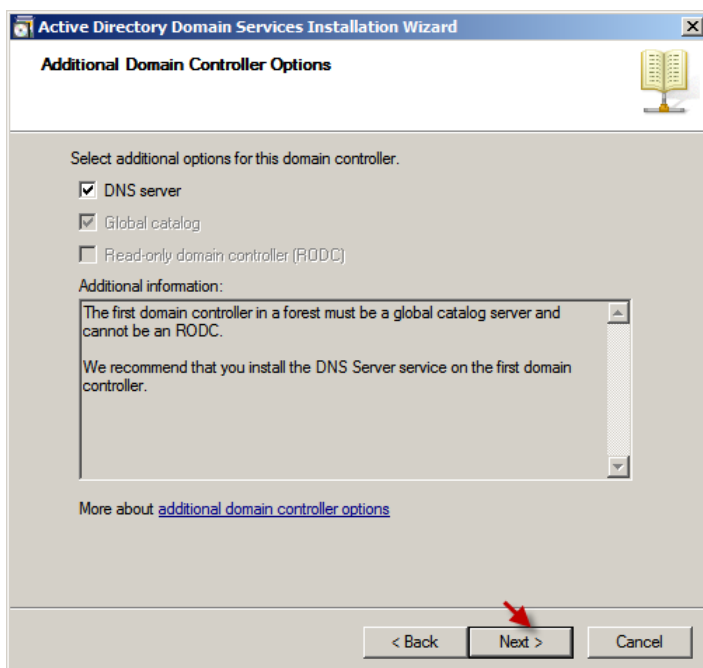 Active Directory Domain Services Installation Wizard
Additional Domain Controller Options
Select additional options for this domain controller.
DNS server
Global catalog
Read-only domain controller (RODC)
Additional information:
The first domain controller in a forest must be a global catalog server and
cannot be an RODC.
We recommend that you install the DNS Server service on the first domain
controller.
More about additional domain controller options
< Back
Next >
Cancel